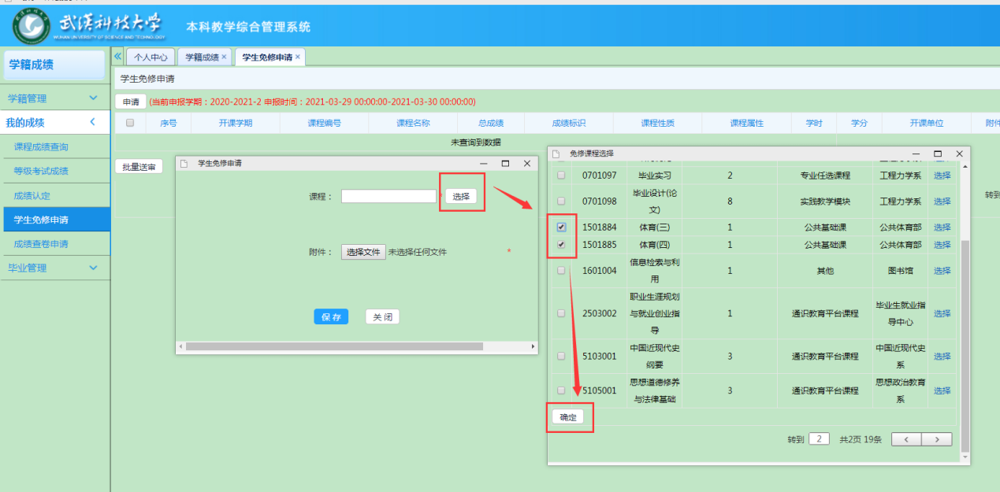 武汉科技大学
WUHAN UNIVERSITY OF SCIENCE AND TECHNOLOGY
本科教学综合管理系统
学籍成绩
个人中心 学籍成绩 × 学生免修申请 ×
学籍管理
我的成绩
课程成绩查询
等级考试成绩
成绩认定
学生免修申请
成绩查卷申请
毕业管理
学生免修申请
申请 (当前申报学期：2020-2021-2 申报时间：2021-03-29 00:00:00-2021-03-30 00:00:00)
序号 开课学期 课程编号 课程名称 总成绩 成绩标识 课程性质 课程属性 学时 学分 开课单位 附件
未查询到数据
批量送审
转到
学生免修申请
课程： * 选择
附件： 选择文件 未选择任何文件 *
保存 关闭
免修课程选择
0701097 毕业实习 2 专业任选课程 工程力学系 选择
0701098 毕业设计(论文) 8 实践教学模块 工程力学系 选择
1501884 体育(三) 1 公共基础课 公共体育部 选择
1501885 体育(四) 1 公共基础课 公共体育部 选择
1601004 信息检索与利用 1 其他 图书馆 选择
2503002 职业生涯规划与就业创业指导 1 通识教育平台课程 毕业生就业指导中心 选择
5103001 中国近现代史纲要 3 通识教育平台课程 中国近现代史系 选择
5105001 思想道德修养与法律基础 3 通识教育平台课程 思想政治教育系 选择
确定
转到 2 共2页 19条